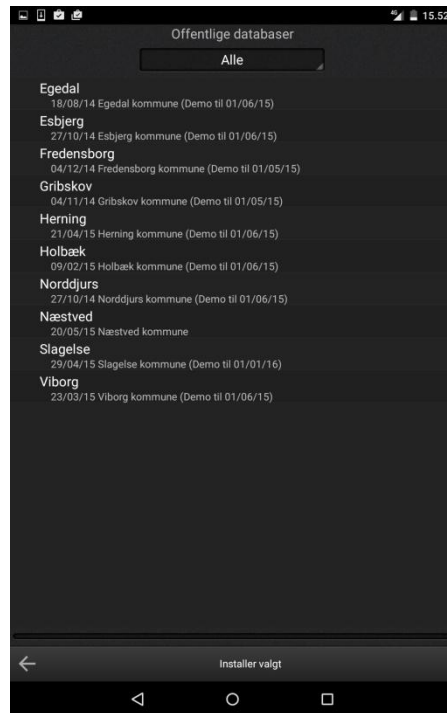 4G 15.52
Offentlige databaser
Alle
Egedal
18/08/14 Egedal kommune (Demo til 01/06/15)
Esbjerg
27/10/14 Esbjerg kommune (Demo til 01/06/15)
Fredensborg
04/12/14 Fredensborg kommune (Demo til 01/05/15)
Gribskov
04/11/14 Gribskov kommune (Demo til 01/05/15)
Herning
21/04/15 Herning kommune (Demo til 01/06/15)
Holbæk
09/02/15 Holbæk kommune (Demo til 01/06/15)
Norddjurs
27/10/14 Norddjurs kommune (Demo til 01/06/15)
Næstved
20/05/15 Næstved kommune
Slagelse
29/04/15 Slagelse kommune (Demo til 01/01/16)
Viborg
23/03/15 Viborg kommune (Demo til 01/06/15)
Installer valgt